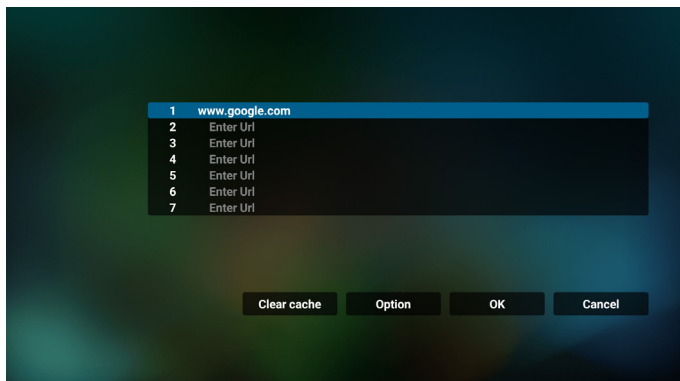 1 www.google.com
2 Enter Url
3 Enter Url
4 Enter Url
5 Enter Url
6 Enter Url
7 Enter Url
Clear cache Option OK Cancel